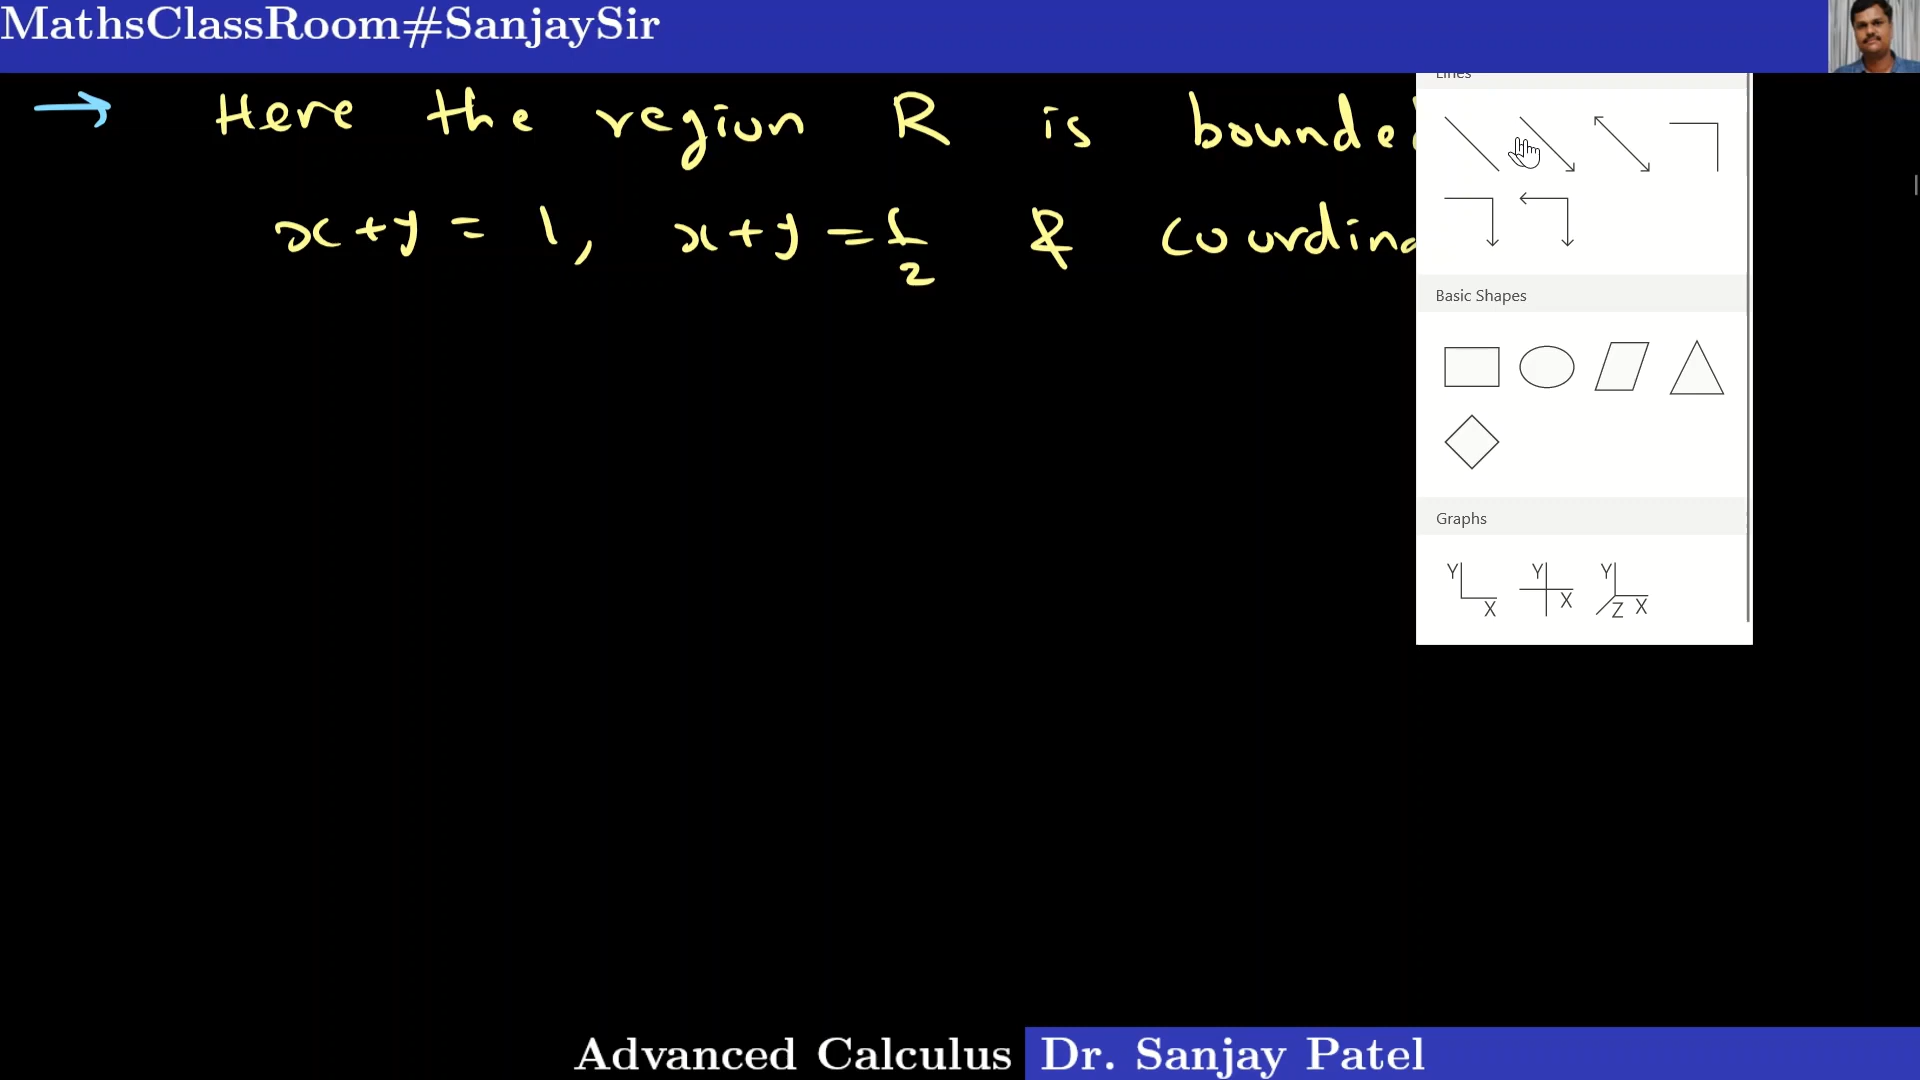 MathsClassRoom#SanjaySir
→ Here the region R is bounde
x+y = 1, x+y = 1/2 & coordina
Lines
Basic Shapes
Graphs
Y X Y X Y Z X
Advanced Calculus Dr. Sanjay Patel